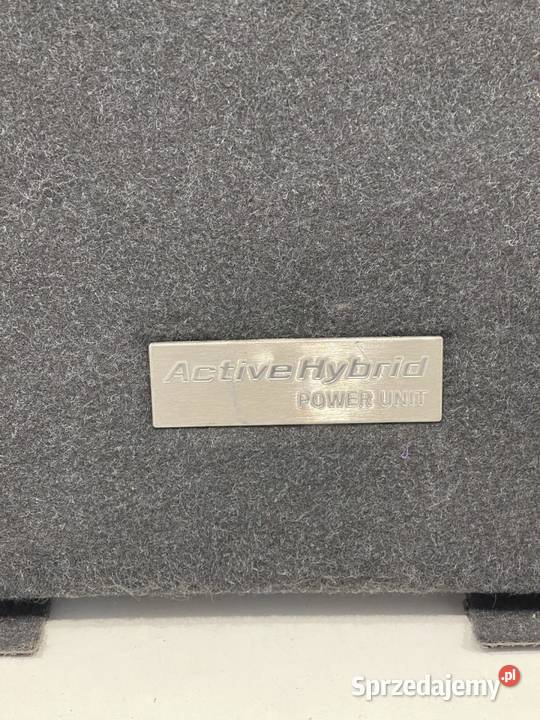 ActiveHybrid
POWER UNIT
Sprzedajemy.pl